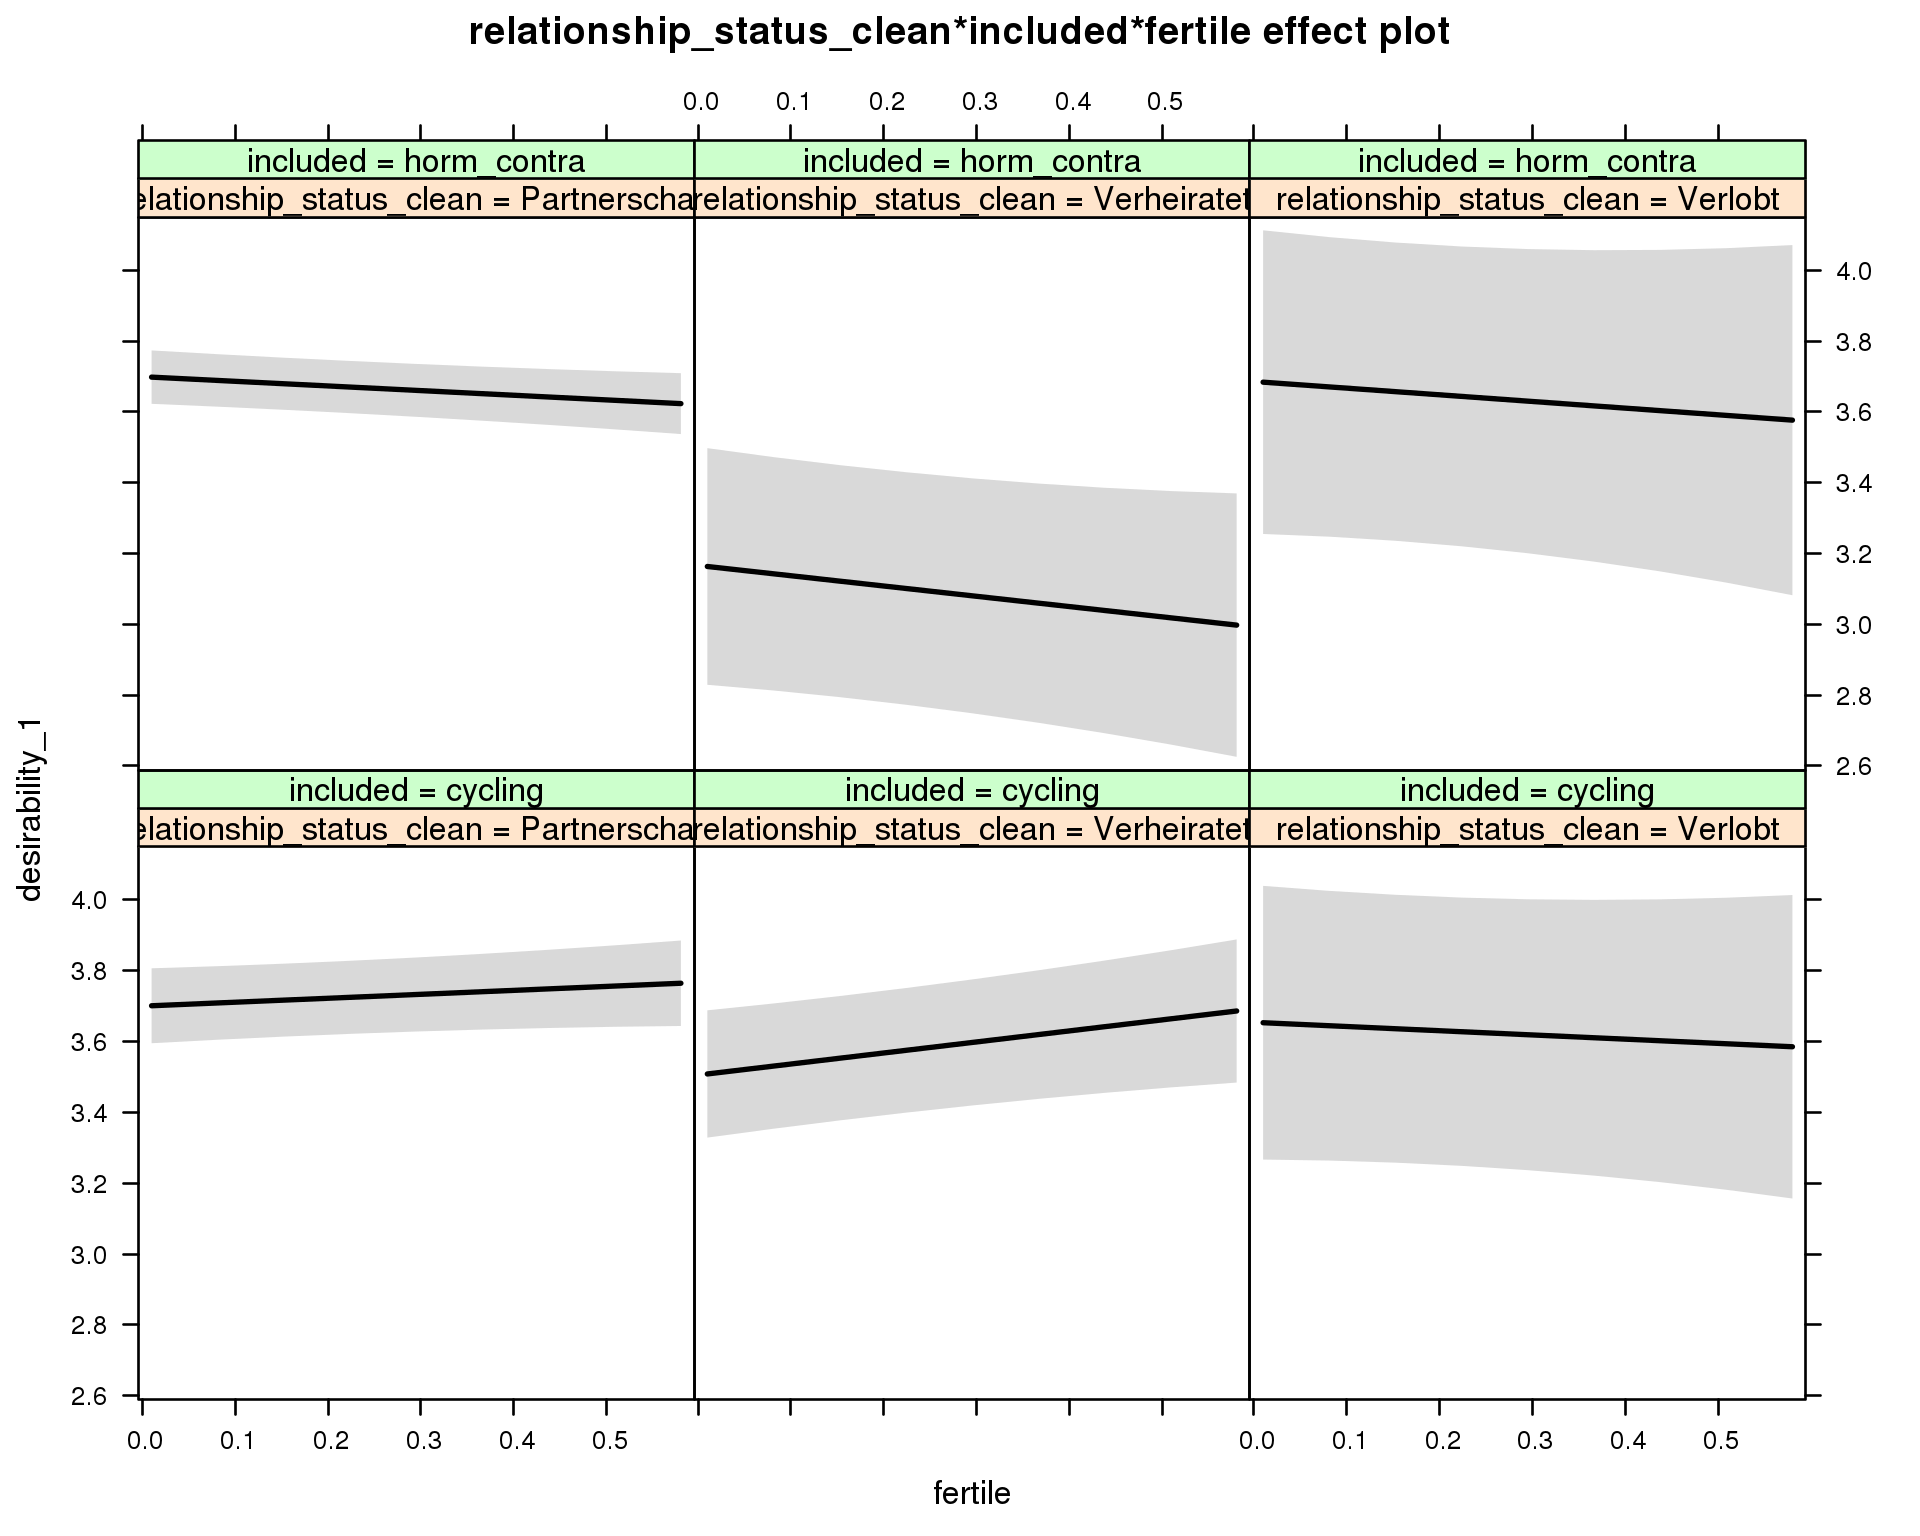 relationship_status_clean*included*fertile effect plot
0.0 0.1 0.2 0.3 0.4 0.5
included = horm_contra included = horm_contra included = horm_contra
elationship_status_clean = Partnerscha relationship_status_clean = Verheiratet relationship_status_clean = Verlobt
4.0
3.8
3.6
3.4
3.2
3.0
2.8
2.6
included = cycling included = cycling included = cycling
elationship_status_clean = Partnerscha relationship_status_clean = Verheiratet relationship_status_clean = Verlobt
desirability_1
4.0
3.8
3.6
3.4
3.2
3.0
2.8
2.6
0.0 0.1 0.2 0.3 0.4 0.5 0.0 0.1 0.2 0.3 0.4 0.5
fertile